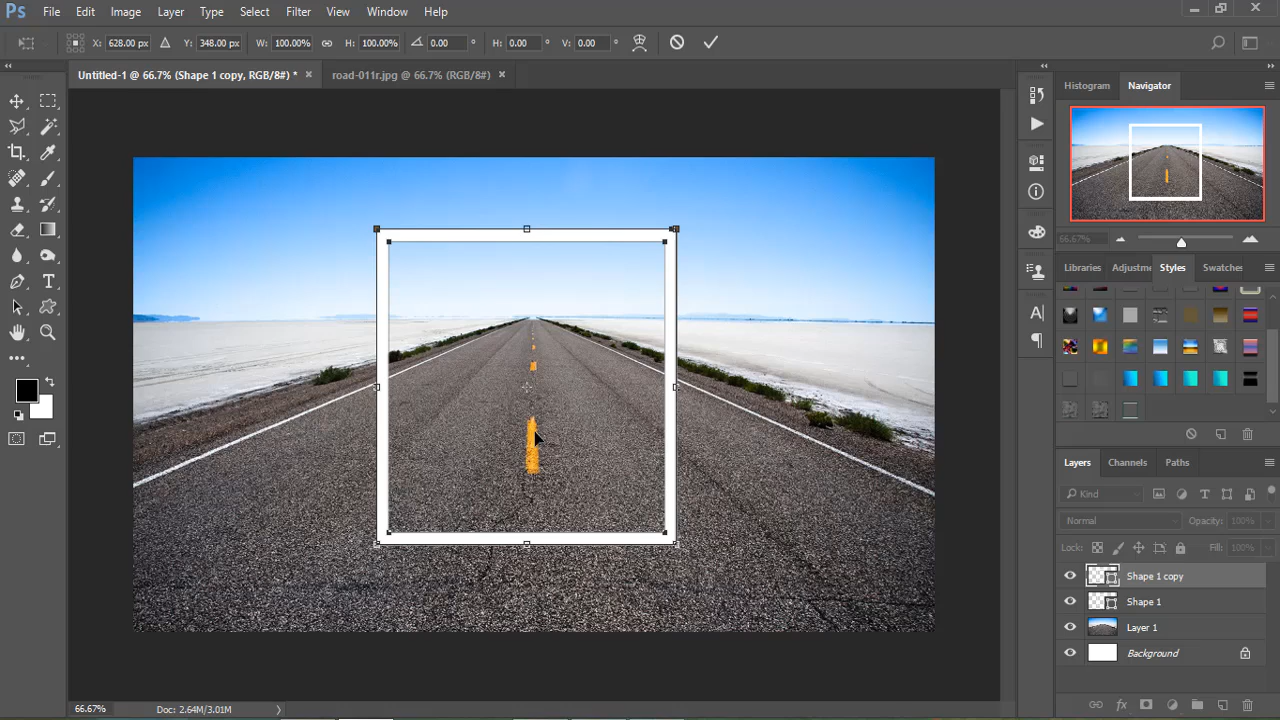 Ps File Edit Image Layer Type Select Filter View Window Help
X: 628.00 px Y: 348.00 px W: 100.00% H: 100.00% 0.00 ° H: 0.00 ° V: 0.00 °
Untitled-1 @ 66.7% (Shape 1 copy, RGB/8#) * × road-011r.jpg @ 66.7% (RGB/8#) ×
Histogram Navigator
66.67%
Libraries Adjustme Styles Swatches
Layers Channels Paths
Kind
Normal Opacity: 100%
Lock: Fill: 100%
Shape 1 copy
Shape 1
Layer 1
Background
66.67% Doc: 2.64M/3.01M